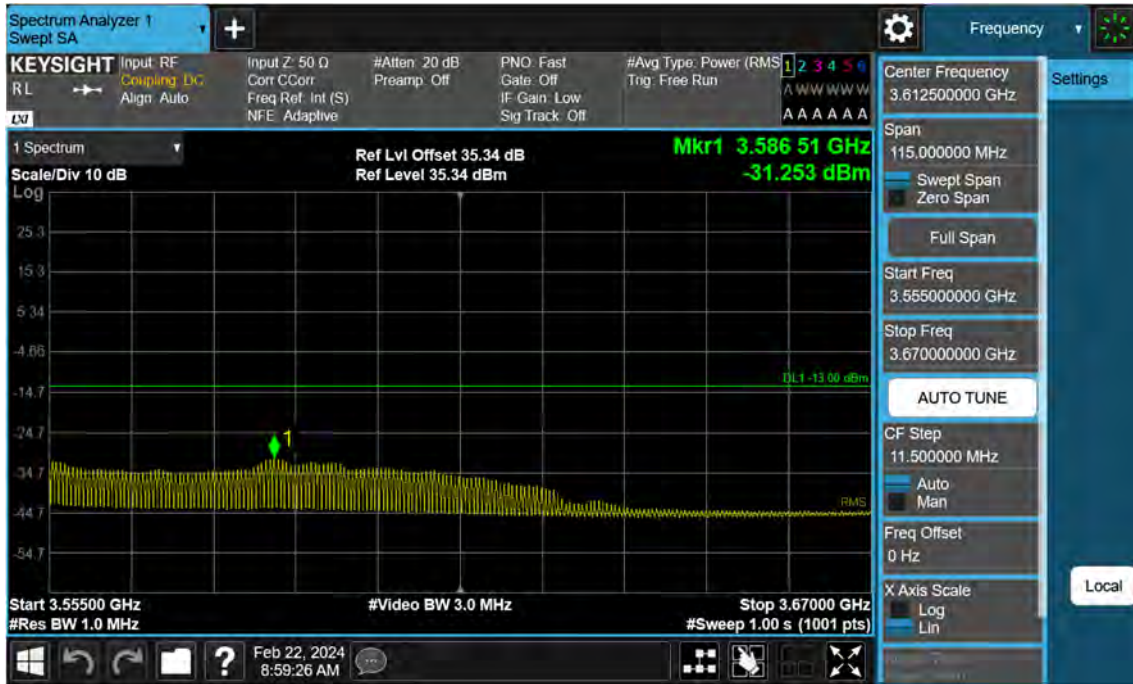 Spectrum Analyzer 1
Swept SA
+
Frequency
KEYSIGHT
RL
LXI
Input: RF
Coupling: DC
Align: Auto
Input Z: 50 Ω
Corr CCorr
Freq Ref: Int (S)
NFE: Adaptive
#Atten: 20 dB
Preamp: Off
PNO: Fast
Gate: Off
IF Gain: Low
Sig Track: Off
#Avg Type: Power (RMS
Trig: Free Run
1 2 3 4 5 6
A W W W W W
A A A A A A
1 Spectrum
Scale/Div 10 dB
Ref Lvl Offset 35.34 dB
Ref Level 35.34 dBm
Mkr1 3.586 51 GHz
-31.253 dBm
Log
25.3
15.3
5.34
-4.66
DL1 -13.00 dBm
-14.7
-24.7
1
-34.7
RMS
-44.7
-54.7
Start 3.55500 GHz
#Video BW 3.0 MHz
Stop 3.67000 GHz
#Res BW 1.0 MHz
#Sweep 1.00 s (1001 pts)
?
Feb 22, 2024
8:59:26 AM
Center Frequency
3.612500000 GHz
Settings
Span
115.000000 MHz
Swept Span
Zero Span
Full Span
Start Freq
3.555000000 GHz
Stop Freq
3.670000000 GHz
AUTO TUNE
CF Step
11.500000 MHz
Auto
Man
Freq Offset
0 Hz
X Axis Scale
Log
Lin
Local